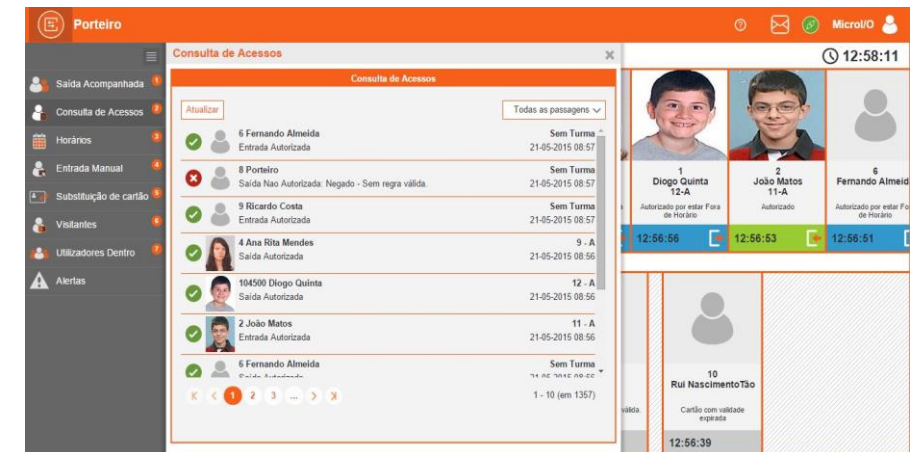 Porteiro
MicroI/O
Saída Acompanhada 1
Consulta de Acessos 2
Horários 3
Entrada Manual 4
Substituição de cartão 5
Visitantes 6
Utilizadores Dentro 7
Alertas
Consulta de Acessos
Consulta de Acessos
Atualizar
Todas as passagens
6 Fernando Almeida Sem Turma
Entrada Autorizada 21-05-2015 08:57
8 Porteiro Sem Turma
Saída Nao Autorizada: Negado - Sem regra válida. 21-05-2015 08:57
9 Ricardo Costa Sem Turma
Entrada Autorizada 21-05-2015 08:57
4 Ana Rita Mendes 9 - A
Saída Autorizada 21-05-2015 08:56
104500 Diogo Quinta 12 - A
Saída Autorizada 21-05-2015 08:56
2 João Matos 11 - A
Entrada Autorizada 21-05-2015 08:56
6 Fernando Almeida Sem Turma
K < 1 2 3 ... >
1 - 10 (em 1357)
12:58:11
1
Diogo Quinta
12-A
Autorizado por estar Fora
de Horário
12:56:56
2
João Matos
11-A
Autorizado
12:56:53
6
Fernando Almeid
Autorizado por estar Fo
de Horário
12:56:51
válida.
10
Rui NascimentoTão
Cartão com validade
expirada
12:56:39